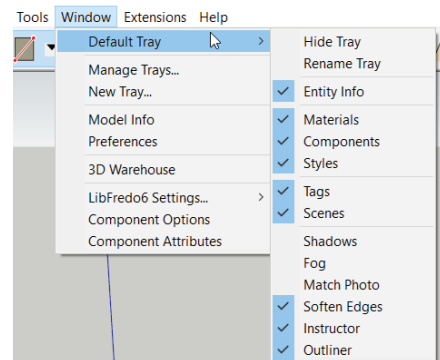 Tools Window Extensions Help
Default Tray
Manage Trays...
New Tray...
Model Info
Preferences
3D Warehouse
LibFredo6 Settings...
Component Options
Component Attributes
Hide Tray
Rename Tray
Entity Info
Materials
Components
Styles
Tags
Scenes
Shadows
Fog
Match Photo
Soften Edges
Instructor
Outliner